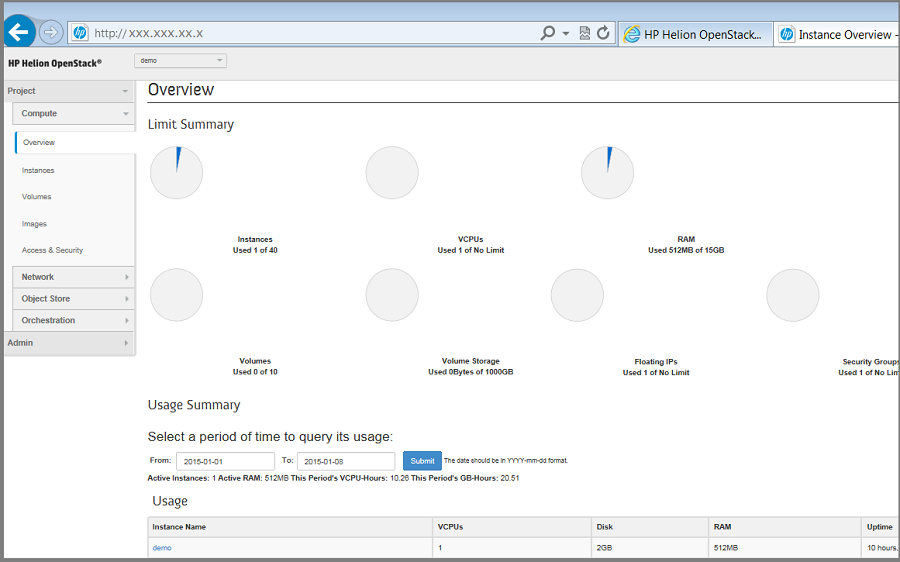 http://xxx.xxx.xx.x
HP Helion OpenStack...
Instance Overview -
HP Helion OpenStack®
demo
Project
Compute
Overview
Instances
Volumes
Images
Access & Security
Network
Object Store
Orchestration
Admin
Overview
Limit Summary
Instances
Used 1 of 40
VCPUs
Used 1 of No Limit
RAM
Used 512MB of 15GB
Volumes
Used 0 of 10
Volume Storage
Used 0Bytes of 1000GB
Floating IPs
Used 1 of No Limit
Security Groups
Used 1 of No Lim
Usage Summary
Select a period of time to query its usage:
From: 2015-01-01 To: 2015-01-08 Submit The date should be in YYYY-mm-dd format.
Active Instances: 1 Active RAM: 512MB This Period's VCPU-Hours: 10.26 This Period's GB-Hours: 20.51
Usage
Instance Name VCPUs Disk RAM Uptime
demo 1 2GB 512MB 10 hours,